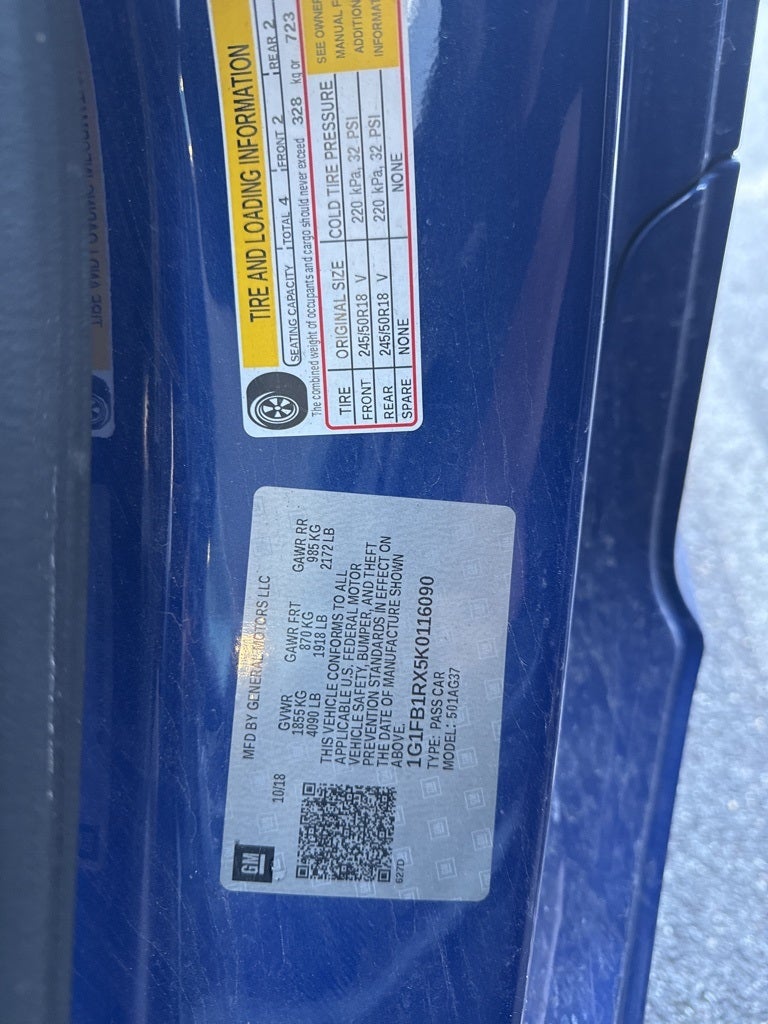 TIRE AND LOADING INFORMATION
SEATING CAPACITY TOTAL 4 FRONT 2 REAR 2
The combined weight of occupants and cargo should never exceed 328 kg or 723
TIRE ORIGINAL SIZE COLD TIRE PRESSURE
FRONT 245/50R18 V 220 kPa, 32 PSI
REAR 245/50R18 V 220 kPa, 32 PSI
SPARE NONE NONE
SEE OWNER
MANUAL F
ADDITION
INFORMAT
GM
MFD BY GENERAL MOTORS LLC
10/18
GVWR GAWR FRT GAWR RR
1855 KG 870 KG 985 KG
4090 LB 1918 LB 2172 LB
THIS VEHICLE CONFORMS TO ALL
APPLICABLE U.S. FEDERAL MOTOR
VEHICLE SAFETY, BUMPER, AND THEFT
PREVENTION STANDARDS IN EFFECT ON
THE DATE OF MANUFACTURE SHOWN
ABOVE.
1G1FB1RX5K0116090
TYPE: PASS CAR
MODEL: 501AG37
627D